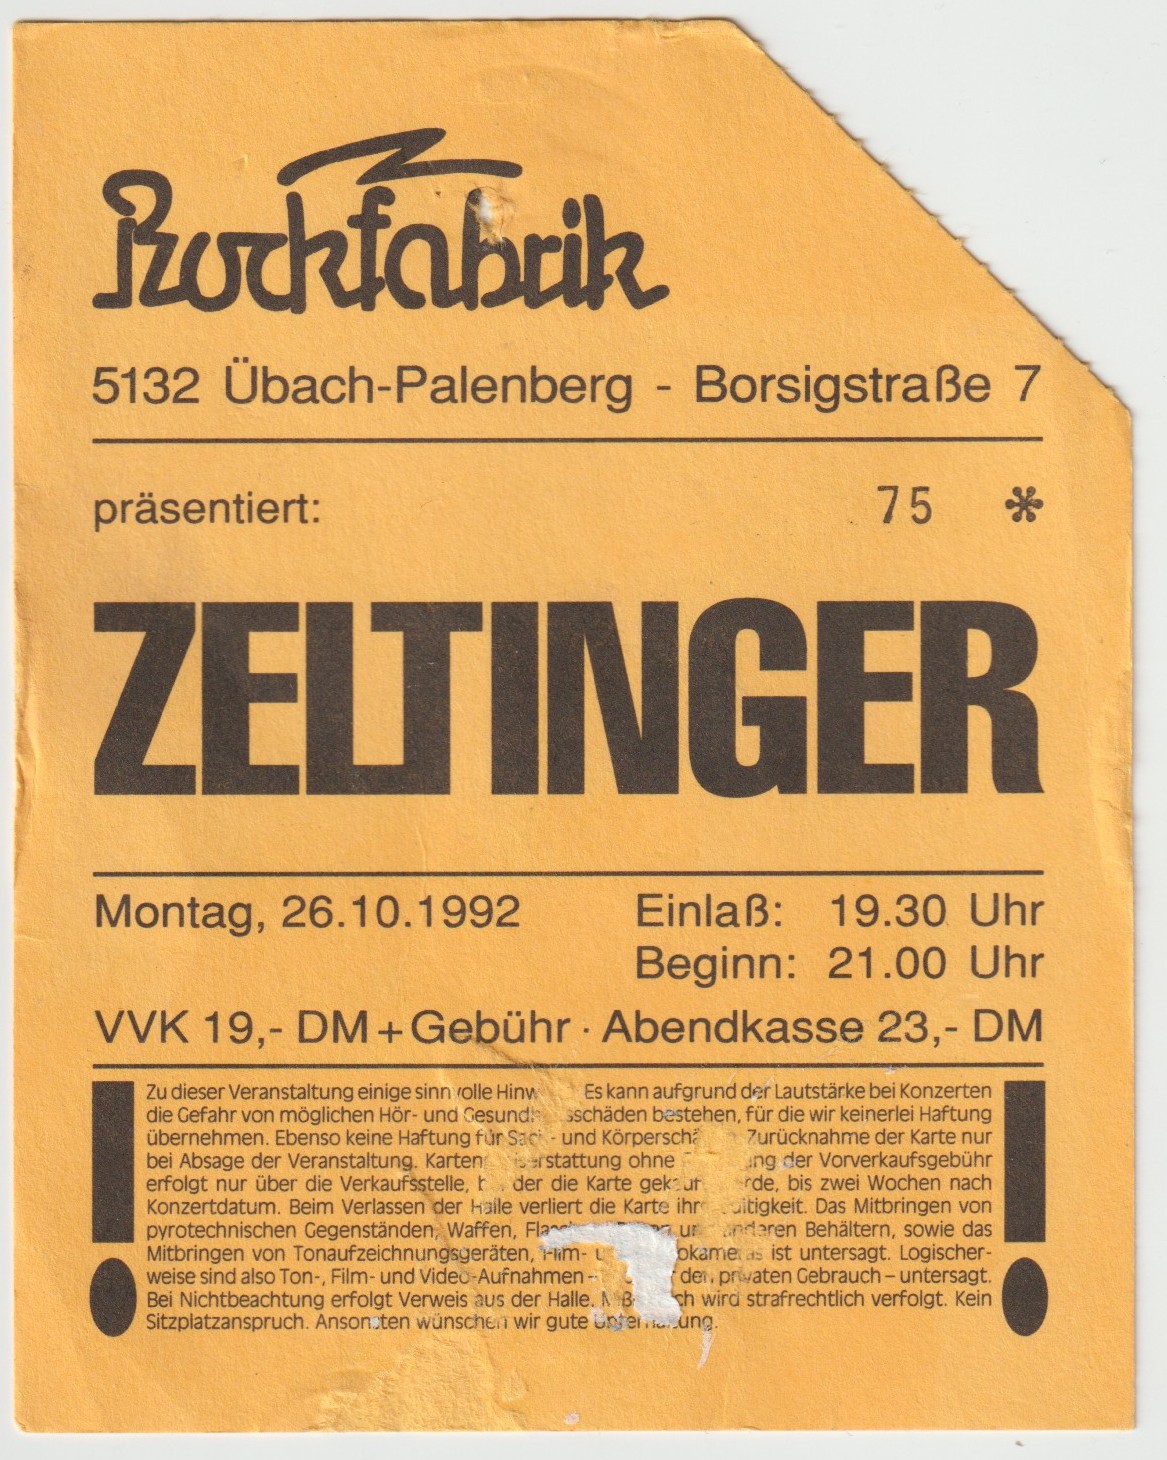 Rockfabrik
5132 Übach-Palenberg - Borsigstraße 7
präsentiert: 75 *
ZELTINGER
Montag, 26.10.1992 Einlaß: 19.30 Uhr
Beginn: 21.00 Uhr
VVK 19,- DM + Gebühr · Abendkasse 23,- DM
Zu dieser Veranstaltung einige Es kann aufgrund der Lautstärke bei Konzerten
die Gefahr von möglichen Hör- und bestehen, für die wir keinerlei Haftung
übernehmen. Ebenso keine Haftung für - und Zurücknahme der Karte nur
bei Absage der Veranstaltung. ohne der Vorverkaufsgebühr
erfolgt nur über die Verkaufsstelle, der die Karte bis zwei Wochen nach
Konzertdatum. Beim Verlassen der Halle verliert die Karte Das Mitbringen von
pyrotechnischen Gegenständen, Waffen, anderen Behältern, sowie das
Mitbringen von Tonaufzeichnungsgeräten, Film- ist untersagt. Logischer-
weise sind also Ton-, Film- und Video-Aufnahmen – den privaten Gebrauch – untersagt.
Bei Nichtbeachtung erfolgt Verweis aus der Halle. wird strafrechtlich verfolgt. Kein
Sitzplatzanspruch. Ansonsten wünschen wir gute Unterhaltung.